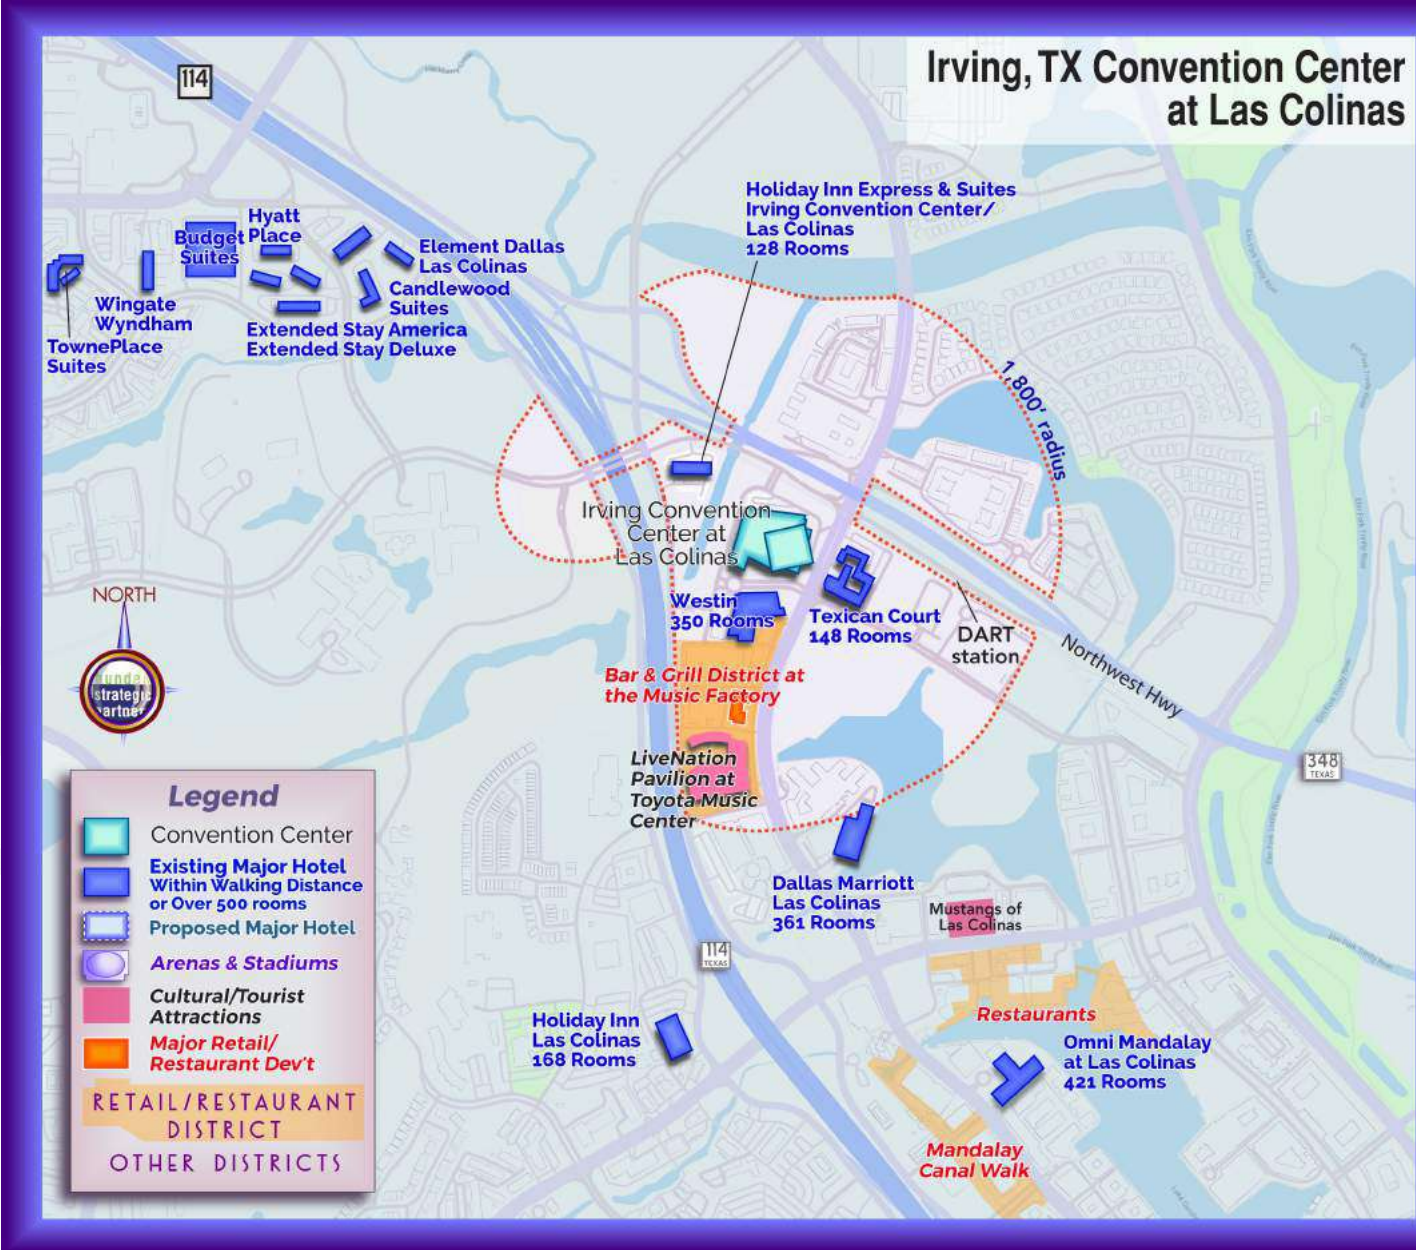 Irving, TX Convention Center
at Las Colinas
114
Holiday Inn Express & Suites
Irving Convention Center/
Las Colinas
128 Rooms
Hyatt
Place
Budget
Suites
Element Dallas
Las Colinas
Candlewood
Suites
Wingate
Wyndham
Extended Stay America
Extended Stay Deluxe
TownePlace
Suites
1,800' radius
Irving Convention
Center at
Las Colinas
NORTH
Westin
350 Rooms
Texican Court
148 Rooms
DART
station
Northwest Hwy
Bar & Grill District at
the Music Factory
strategic
348
TEXAS
LiveNation
Pavilion at
Toyota Music
Center
Dallas Marriott
Las Colinas
361 Rooms
Mustangs of
Las Colinas
114
TEXAS
Restaurants
Holiday Inn
Las Colinas
168 Rooms
Omni Mandalay
at Las Colinas
421 Rooms
Mandalay
Canal Walk
Legend
Convention Center
Existing Major Hotel
Within Walking Distance
or Over 500 rooms
Proposed Major Hotel
Arenas & Stadiums
Cultural/Tourist
Attractions
Major Retail/
Restaurant Dev't
RETAIL/RESTAURANT
DISTRICT
OTHER DISTRICTS